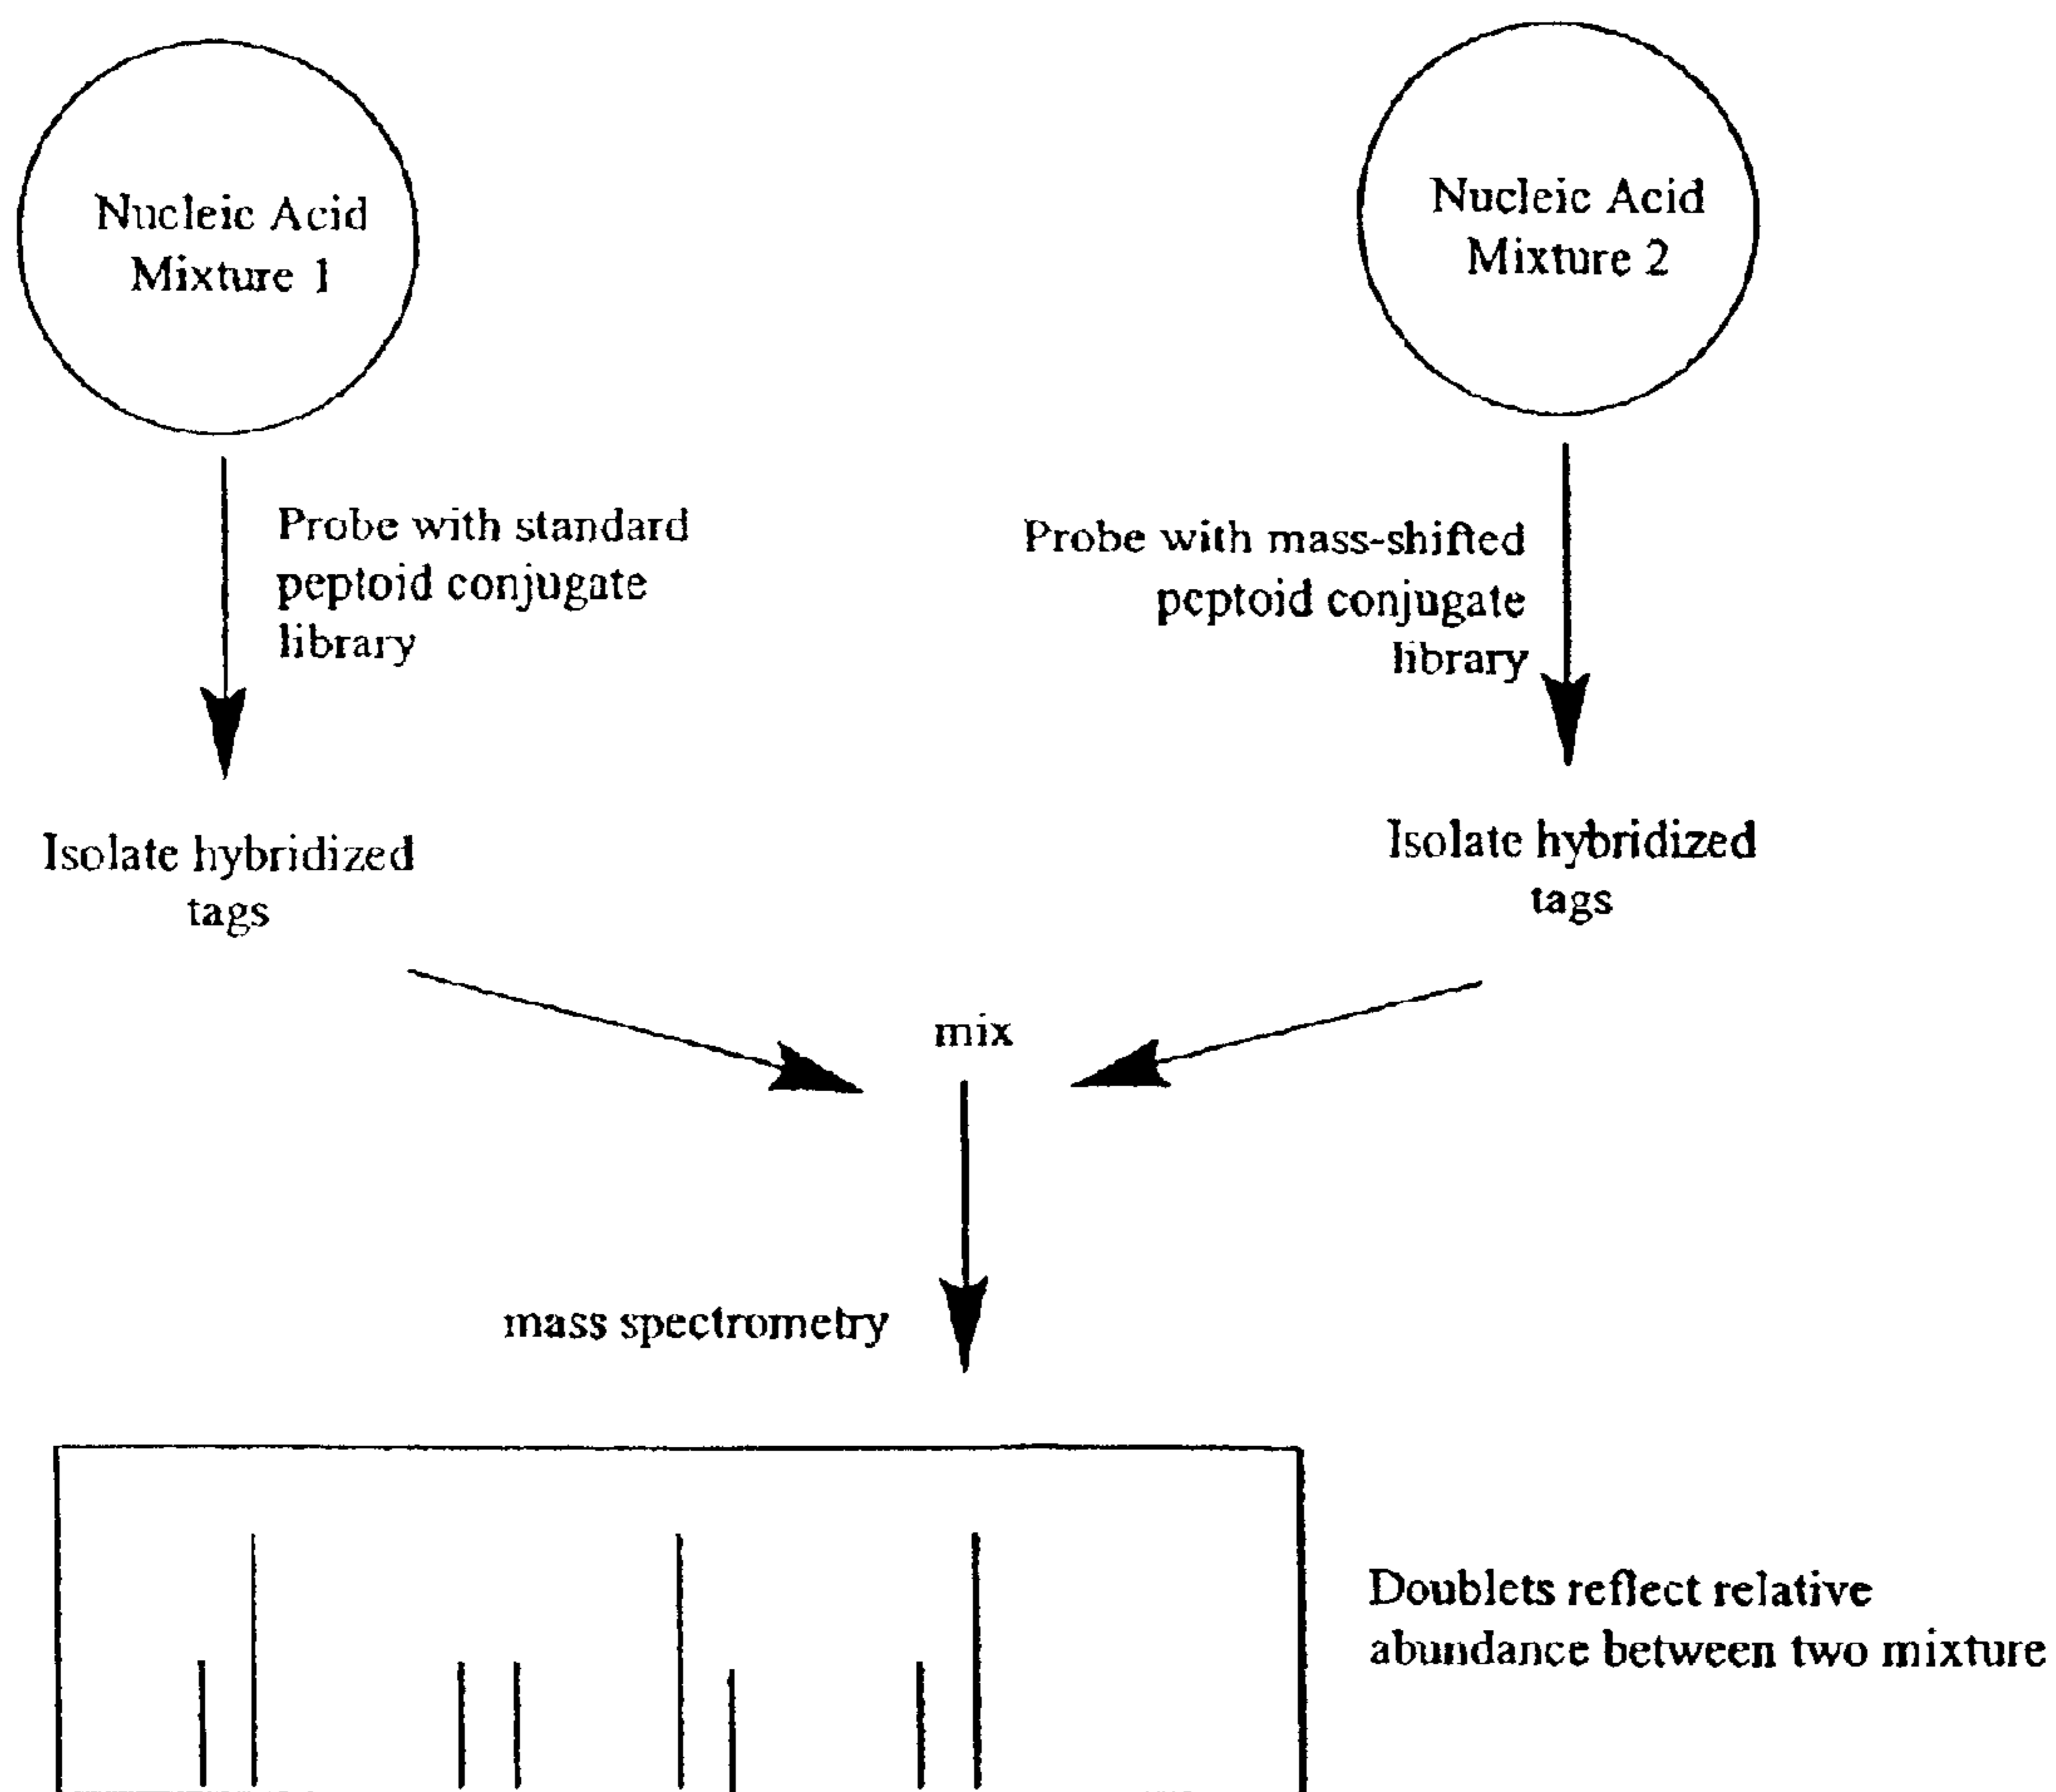 Nucleic Acid
Mixture 1
Nucleic Acid
Mixture 2
Probe with standard
peptoid conjugate
library
Probe with mass-shifted
peptoid conjugate
library
Isolate hybridized
tags
Isolate hybridized
tags
mix
mass spectrometry
Doublets reflect relative
abundance between two mixture